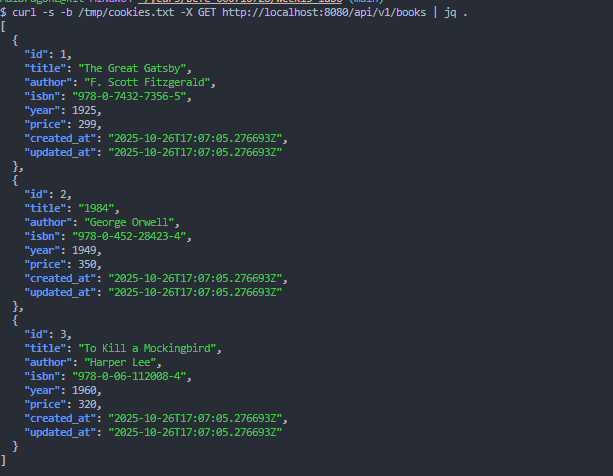 $ curl -s -b /tmp/cookies.txt -X GET http://localhost:8080/api/v1/books | jq .
[
  {
    "id": 1,
    "title": "The Great Gatsby",
    "author": "F. Scott Fitzgerald",
    "isbn": "978-0-7432-7356-5",
    "year": 1925,
    "price": 299,
    "created_at": "2025-10-26T17:07:05.276693Z",
    "updated_at": "2025-10-26T17:07:05.276693Z"
  },
  {
    "id": 2,
    "title": "1984",
    "author": "George Orwell",
    "isbn": "978-0-452-28423-4",
    "year": 1949,
    "price": 350,
    "created_at": "2025-10-26T17:07:05.276693Z",
    "updated_at": "2025-10-26T17:07:05.276693Z"
  },
  {
    "id": 3,
    "title": "To Kill a Mockingbird",
    "author": "Harper Lee",
    "isbn": "978-0-06-112008-4",
    "year": 1960,
    "price": 320,
    "created_at": "2025-10-26T17:07:05.276693Z",
    "updated_at": "2025-10-26T17:07:05.276693Z"
  }
]